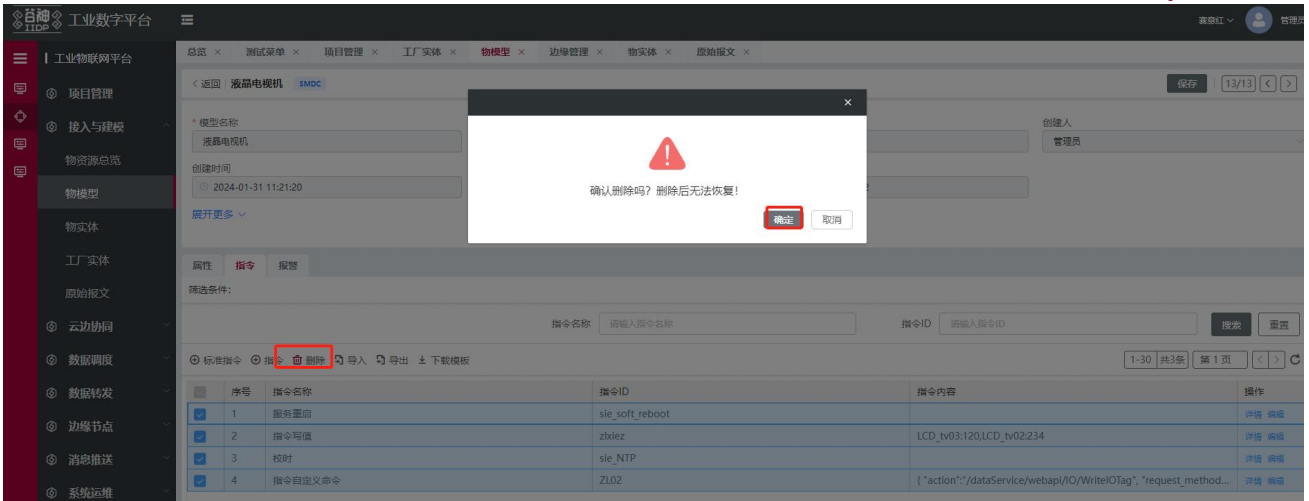 谷神 IIDP 工业数字平台
管理员
工业物联网平台
总览 × 测试菜单 × 项目管理 × 工厂实体 × 物模型 × 边缘管理 × 物实体 × 原始报文 ×
< 返回 液晶电视机 SMDC
保存 13/13 < >
项目管理
接入与建模
* 模型名称
创建人
液晶电视机
管理员
物资源总览
创建时间
2024-01-31 11:21:20
物模型
确认删除吗？删除后无法恢复！
展开更多
确定 取消
物实体
工厂实体
属性 指令 报警
筛选条件：
原始报文
指令名称 请输入指令名称 指令ID 请输入指令ID 搜索 重置
云边协同
数据调度
标准指令 指令 删除 导入 导出 下载模板
1-30 共3条 第 1 页 < >
序号 指令名称 指令ID 指令内容 操作
数据转发
1 服务重启 sie_soft_reboot 详情 编辑
边缘节点
2 指令写值 zlxiez LCD_tv03:120,LCD_tv02:234 详情 编辑
消息推送
3 校时 sie_NTP 详情 编辑
4 指令自定义命令 ZL02 { "action":"/dataService/webapi/IO/WriteIOTag", "request_method... 详情 编辑
系统运维